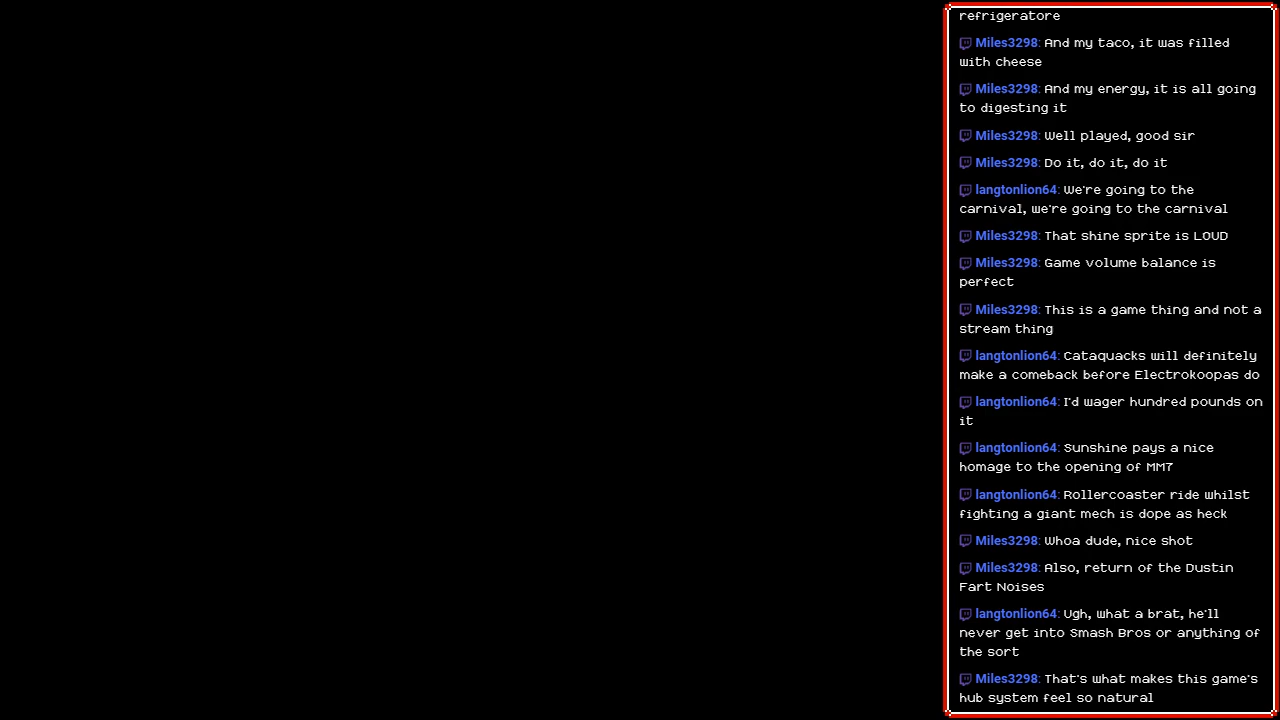 refrigeratore
Miles3298: And my taco, it was filled
with cheese
Miles3298: And my energy, it is all going
to digesting it
Miles3298: Well played, good sir
Miles3298: Do it, do it, do it
langtonlion64: We're going to the
carnival, we're going to the carnival
Miles3298: That shine sprite is LOUD
Miles3298: Game volume balance is
perfect
Miles3298: This is a game thing and not a
stream thing
langtonlion64: Cataquacks will definitely
make a comeback before Electrokoopas do
langtonlion64: I'd wager hundred pounds on
it
langtonlion64: Sunshine pays a nice
homage to the opening of MM7
langtonlion64: Rollercoaster ride whilst
fighting a giant mech is dope as heck
Miles3298: Whoa dude, nice shot
Miles3298: Also, return of the Dustin
Fart Noises
langtonlion64: Ugh, what a brat, he'll
never get into Smash Bros or anything of
the sort
Miles3298: That's what makes this game's
hub system feel so natural